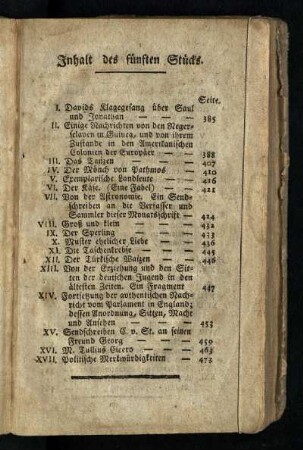 Inhalt des fünften Stücks.
Seite.
I. Davids Klagegesang über Saul
und Jonathan — — — 385
II. Einige Nachrichten von den Neger-
sclaven in Guinea, und von ihrem
Zustande in den Amerikanischen
Colonien der Europäer — — 388
III. Das Tanzen — — — 407
IV. Der Mönch von Pathmos — 410
V. Exemplarische Landleute — — 416
VI. Der Käse. (Eine Fabel) — — 421
VII. Von der Astronomie. Ein Send-
schreiben an die Verfasser und
Sammler dieser Monatschrift — 424
VIII. Groß und klein — — — 432
IX. Der Sperling — — — 433
X. Muster ehelicher Liebe — — 436
XI. Die Taschenkrebse — — — 445
XII. Der Türkische Waizen — — 446
XIII. Von der Erziehung und den Sit-
ten der deutschen Jugend in den
ältesten Zeiten. Ein Fragment 447
XIV. Fortsetzung der authentischen Nach-
richt vom Parlament in England;
dessen Anordnung, Sitten, Macht
und Ansehen — — — 453
XV. Sendschreiben C. v. St. an seinen
Freund Georg — — — 459
XVI. M. Tullius Cicero — — — 463
XVII. Politische Merkwürdigkeiten — 473